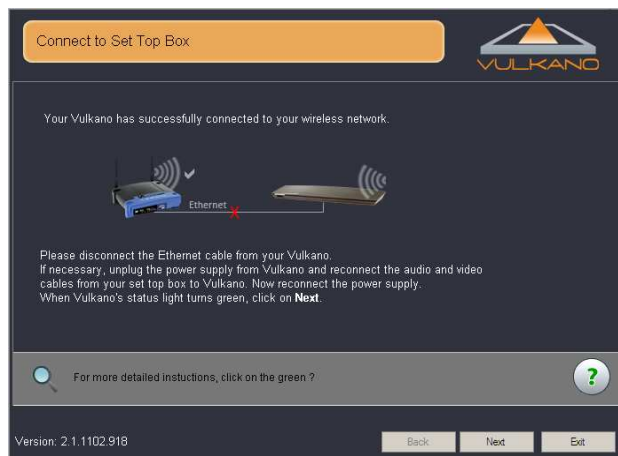 Connect to Set Top Box
VULKANO
Your Vulkano has successfully connected to your wireless network.
Ethernet
Please disconnect the Ethernet cable from your Vulkano.
If necessary, unplug the power supply from Vulkano and reconnect the audio and video
cables from your set top box to Vulkano. Now reconnect the power supply.
When Vulkano's status light turns green, click on Next.
For more detailed instuctions, click on the green ?
?
Version: 2.1.1102.918
Back
Next
Exit